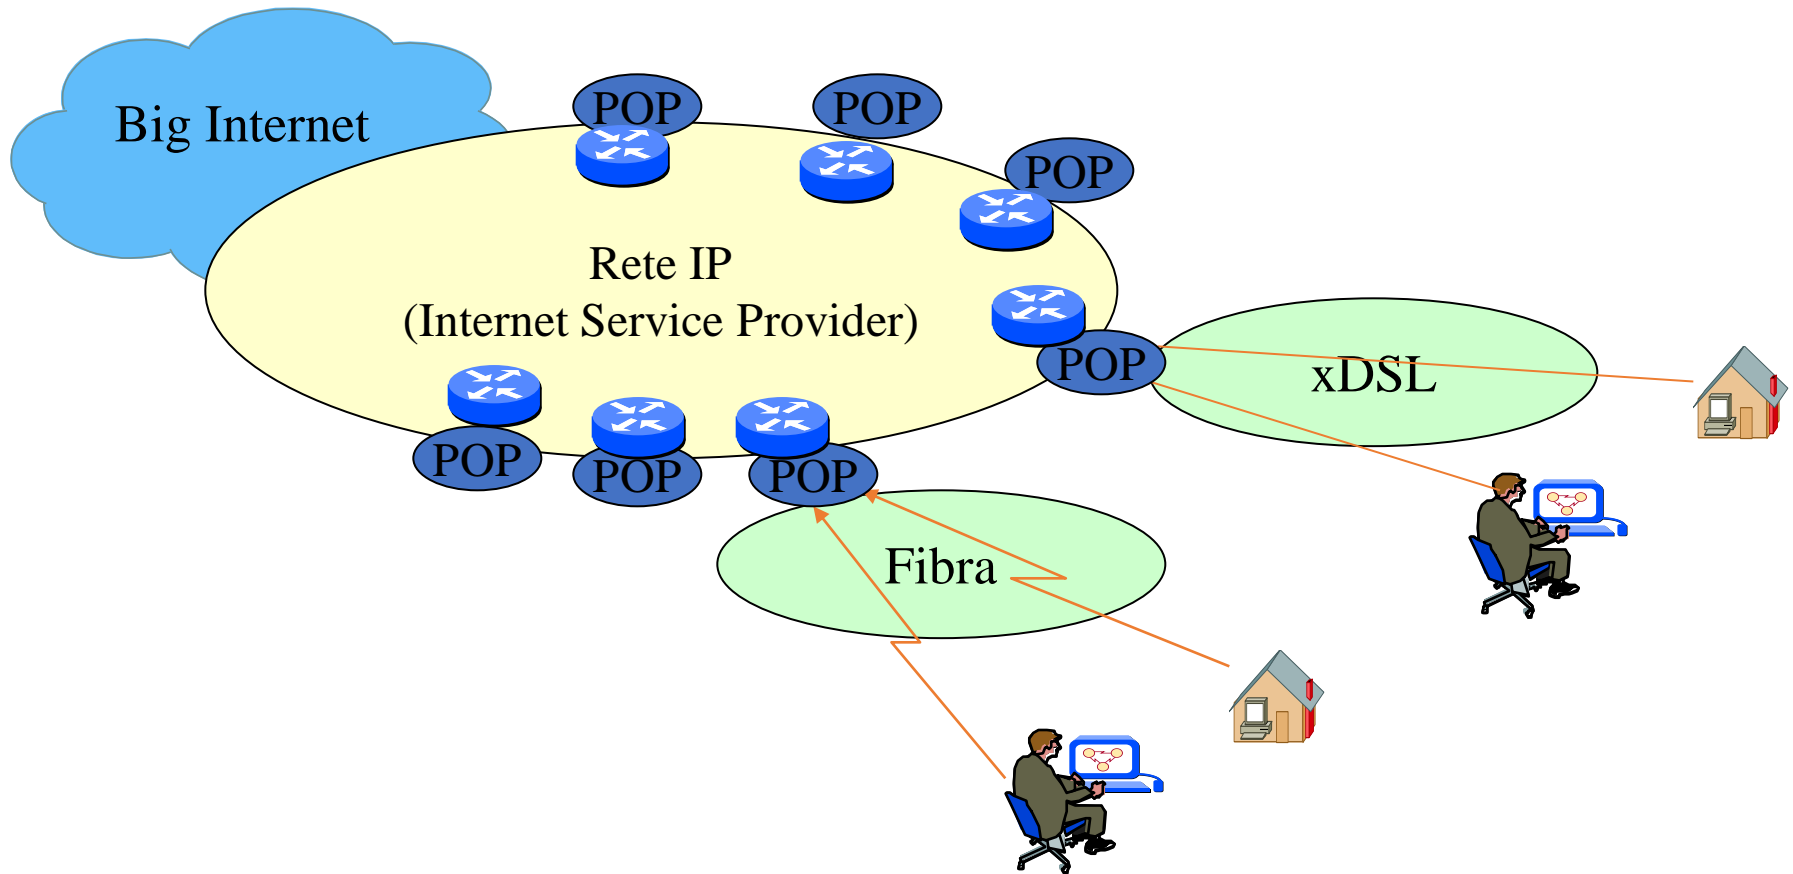 Big Internet
POP
POP
POP
Rete IP
(Internet Service Provider)
POP
xDSL
POP
POP
POP
Fibra